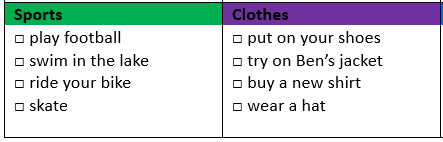 Sports
□ play football
□ swim in the lake
□ ride your bike
□ skate
Clothes
□ put on your shoes
□ try on Ben's jacket
□ buy a new shirt
□ wear a hat